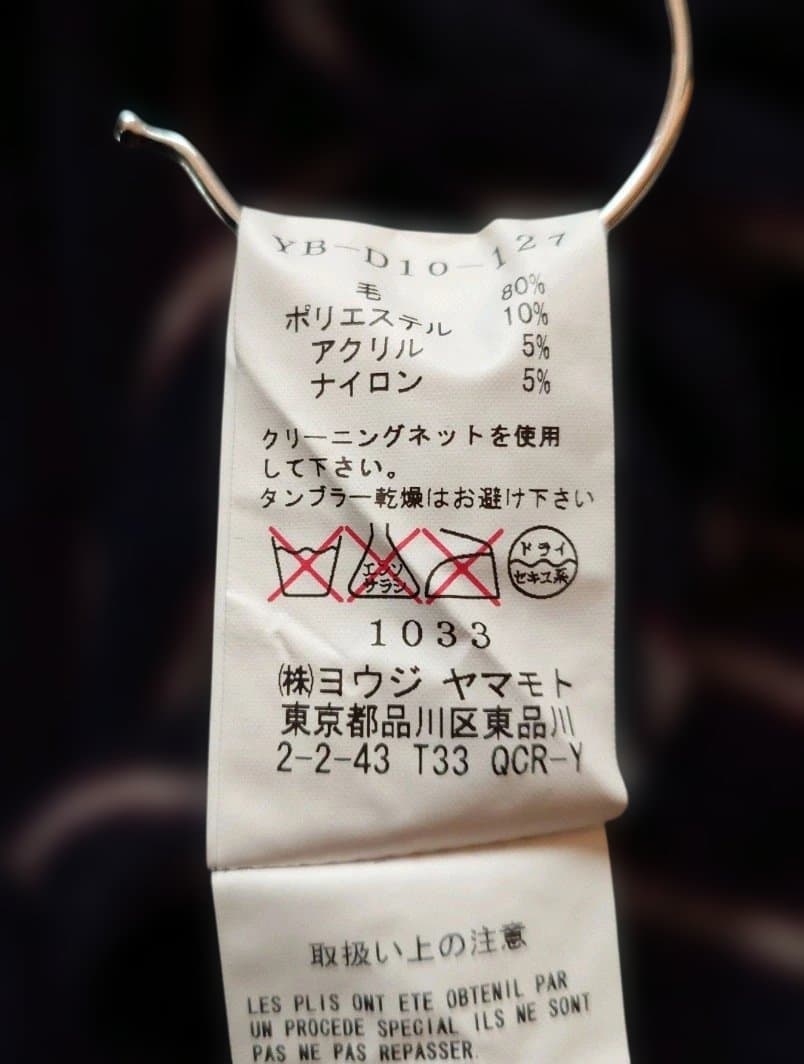 YB-D10-127
毛 80%
ポリエステル 10%
アクリル 5%
ナイロン 5%
クリーニングネットを使用
して下さい。
タンブラー乾燥はお避け下さい
エンソ
サラシ
ドライ
セキユ系
1033
㈱ヨウジ ヤマモト
東京都品川区東品川
2-2-43 T33 QCR-Y
取扱い上の注意
LES PLIS ONT ETE OBTENIL PAR
UN PROCEDE SPECIAL ILS NE SONT
PAS NE PAS REPASSER.